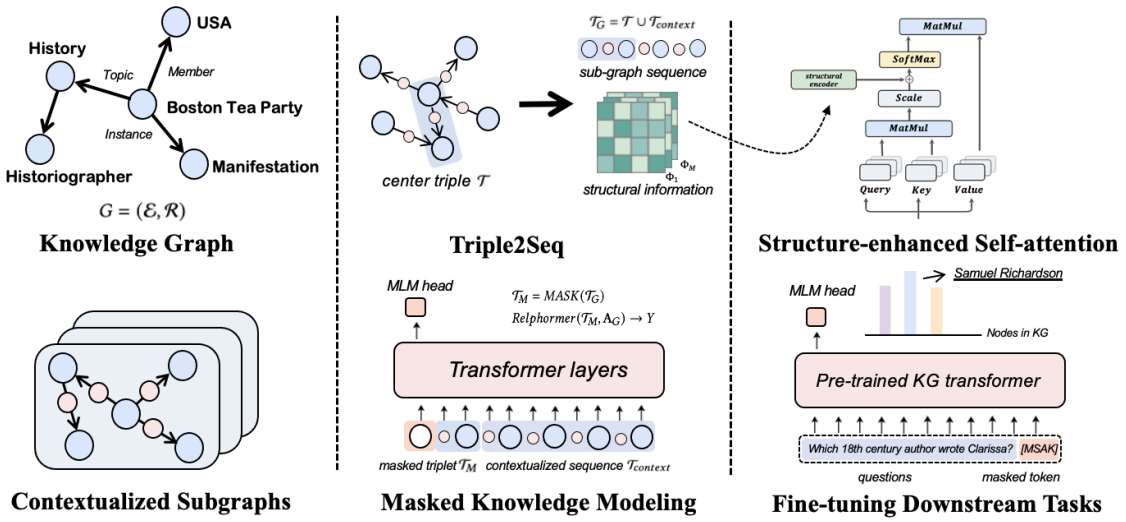 USA
History
Topic
Member
Boston Tea Party
Instance
Historiographer
Manifestation
G = (ℰ, ℛ)
Knowledge Graph
Contextualized Subgraphs
𝒯_G = 𝒯 ∪ 𝒯_context
sub-graph sequence
center triple 𝒯
Φ_M
Φ_1
structural information
Triple2Seq
MLM head
𝒯_M = MASK(𝒯_G)
Relphormer(𝒯_M, A_G) → Y
Transformer layers
masked triplet 𝒯_M contextualized sequence 𝒯_context
Masked Knowledge Modeling
MatMul
SoftMax
structural
encoder
Scale
MatMul
Query Key Value
Structure-enhanced Self-attention
Samuel Richardson
MLM head
Nodes in KG
Pre-trained KG transformer
Which 18th century author wrote Clarissa? [MSAK]
questions masked token
Fine-tuning Downstream Tasks